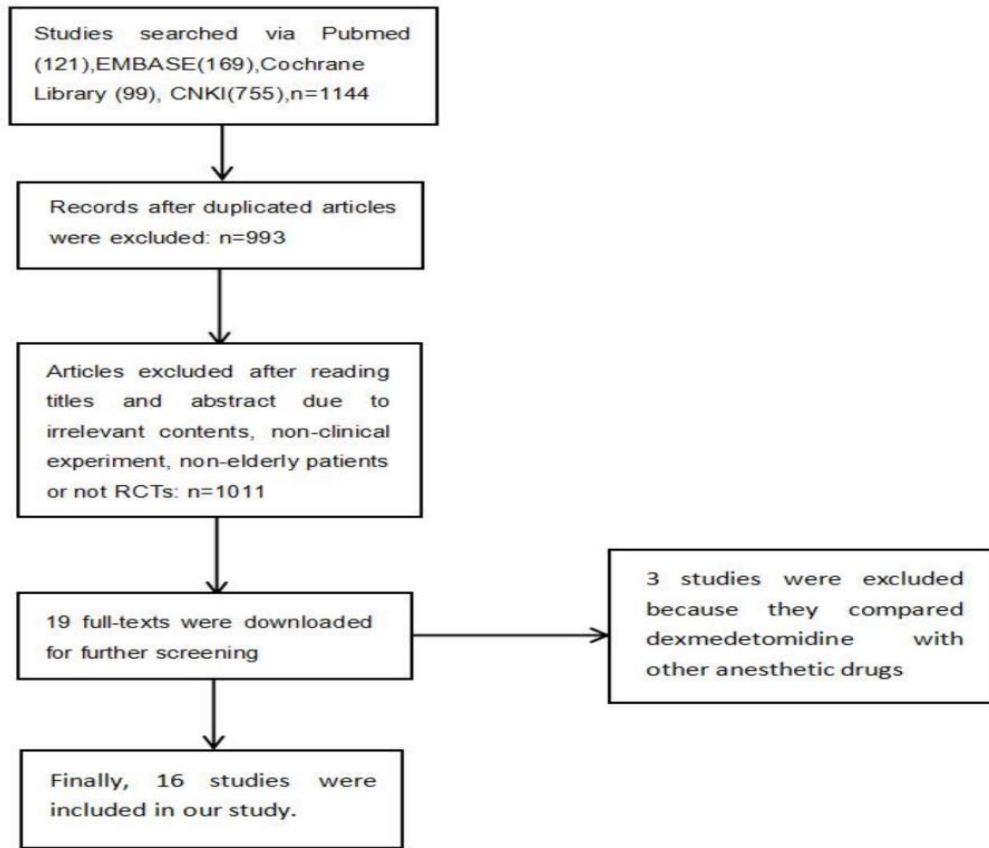 Studies searched via Pubmed
(121),EMBASE(169),Cochrane
Library (99), CNKI(755),n=1144
Records after duplicated articles
were excluded: n=993
Articles excluded after reading
titles and abstract due to
irrelevant contents, non-clinical
experiment, non-elderly patients
or not RCTs: n=1011
19 full-texts were downloaded
for further screening
3 studies were excluded
because they compared
dexmedetomidine with
other anesthetic drugs
Finally, 16 studies were
included in our study.